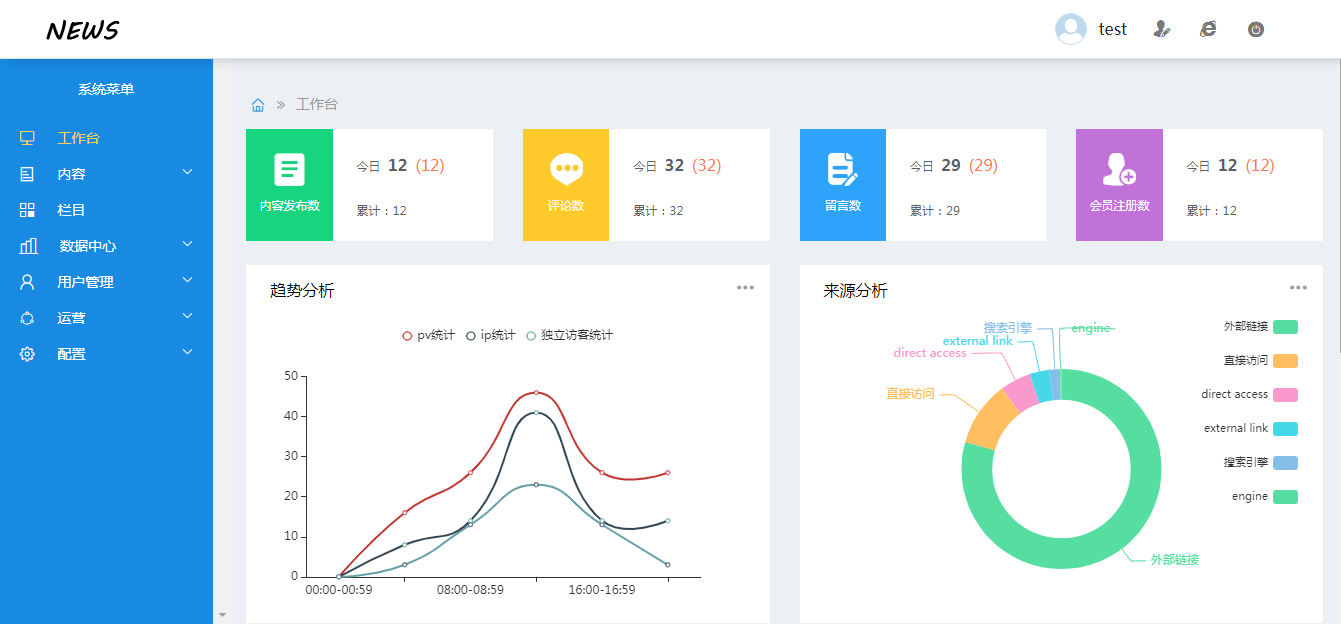 NEWS
test
系统菜单
工作台
内容
栏目
数据中心
用户管理
运营
配置
» 工作台
内容发布数
今日 12 (12)
累计：12
评论数
今日 32 (32)
累计：32
留言数
今日 29 (29)
累计：29
会员注册数
今日 12 (12)
累计：12
趋势分析
pv统计 ip统计 独立访客统计
50
40
30
20
10
0
00:00-00:59 08:00-08:59 16:00-16:59
来源分析
搜索引擎 engine
external link
direct access
直接访问
外部链接
外部链接
直接访问
direct access
external link
搜索引擎
engine